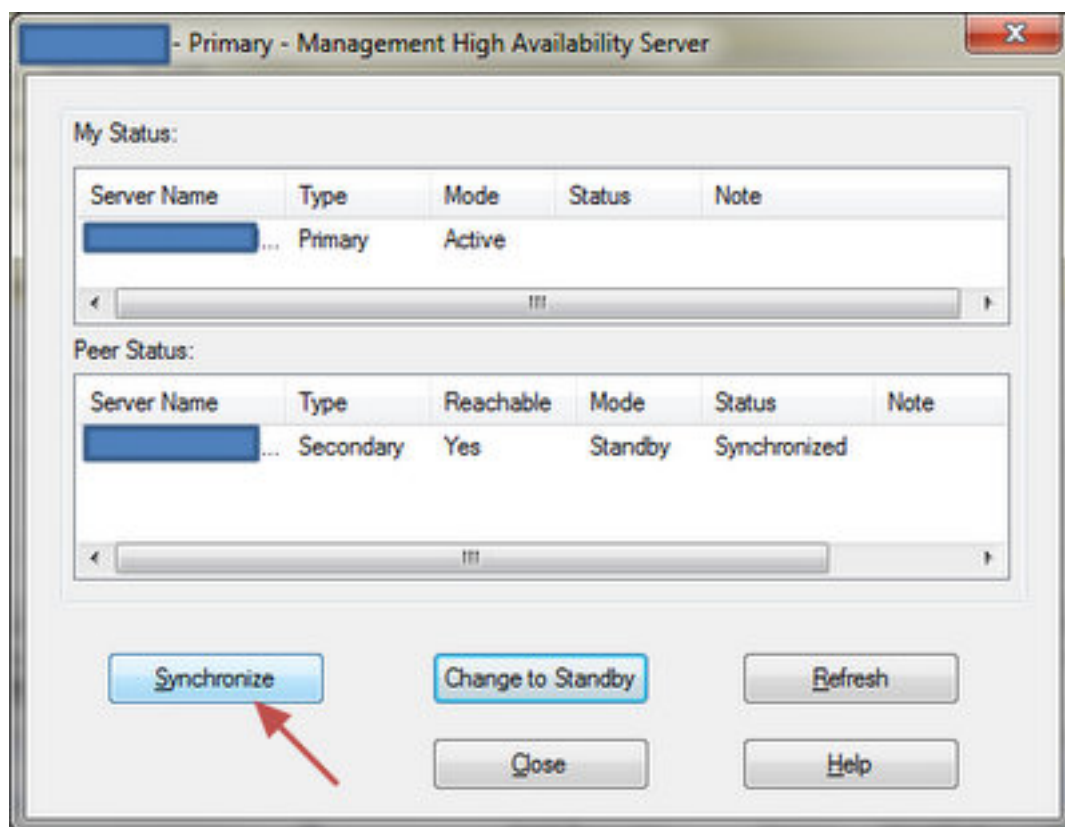 - Primary - Management High Availability Server
My Status:
Server Name Type Mode Status Note
... Primary Active
Peer Status:
Server Name Type Reachable Mode Status Note
... Secondary Yes Standby Synchronized
Synchronize Change to Standby Refresh
Close Help